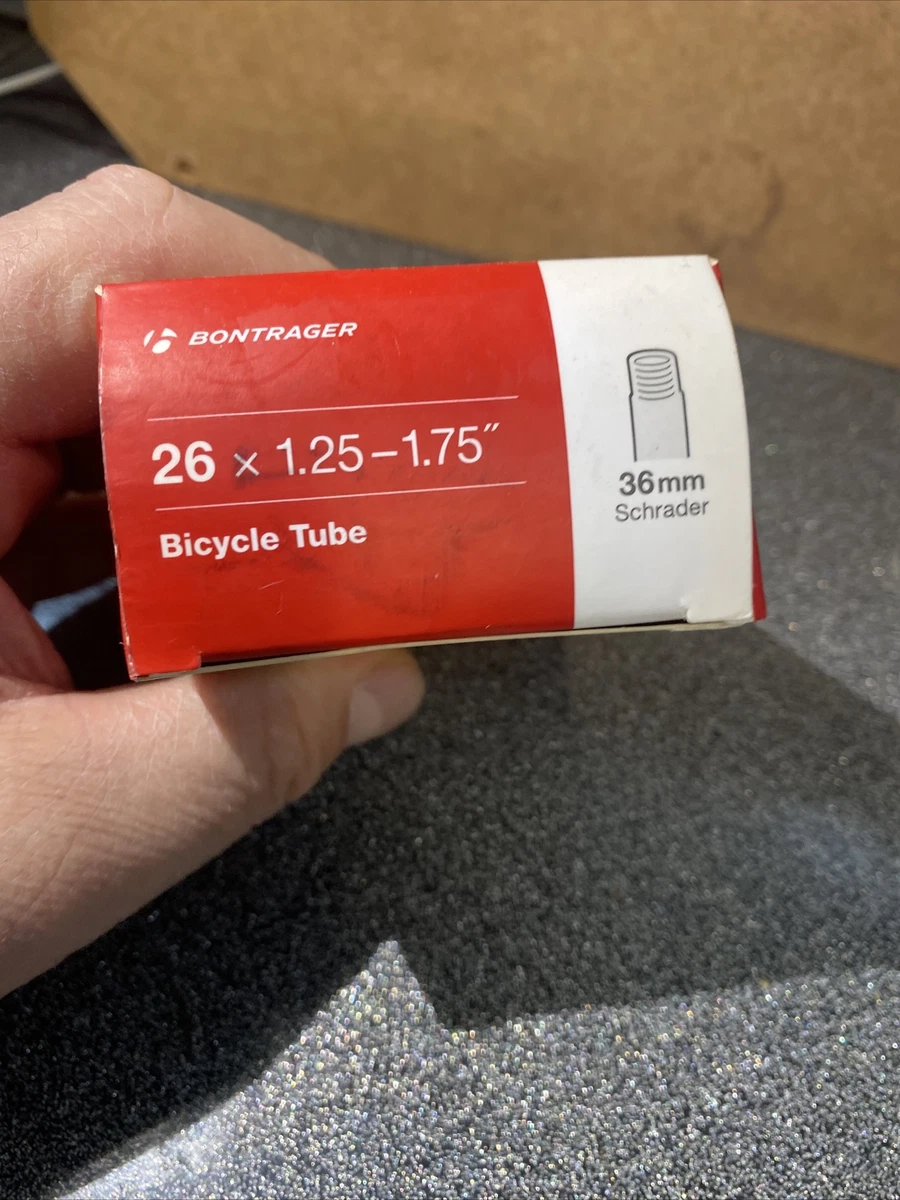 BONTRAGER
26 × 1.25–1.75″
Bicycle Tube
36mm
Schrader